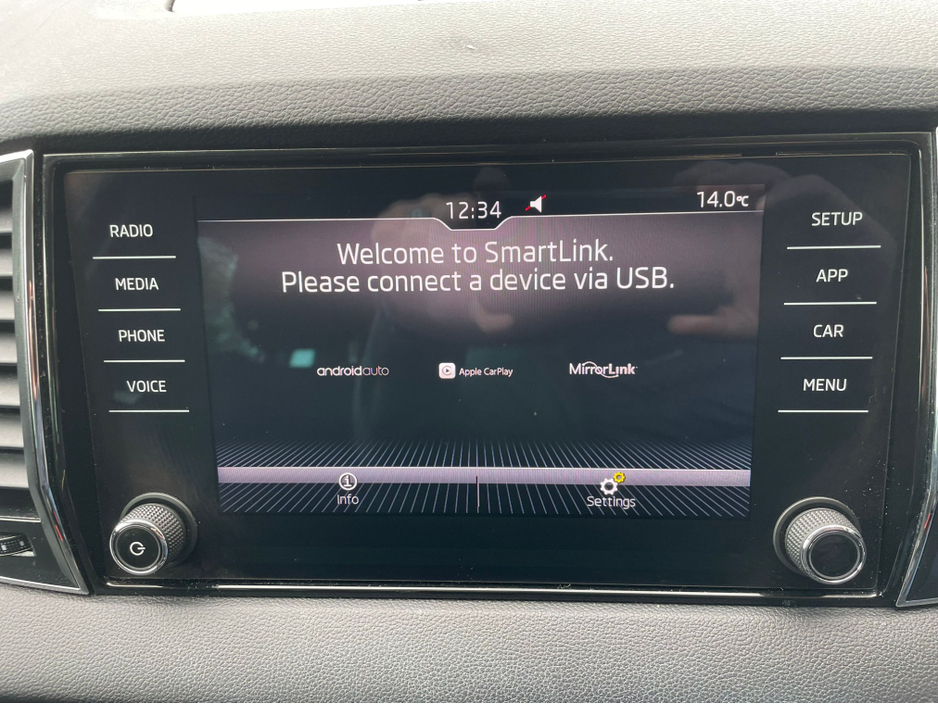 12:34
14.0°C
RADIO
MEDIA
PHONE
VOICE
Welcome to SmartLink.
Please connect a device via USB.
androidauto
Apple CarPlay
MirrorLink
Info
Settings
SETUP
APP
CAR
MENU